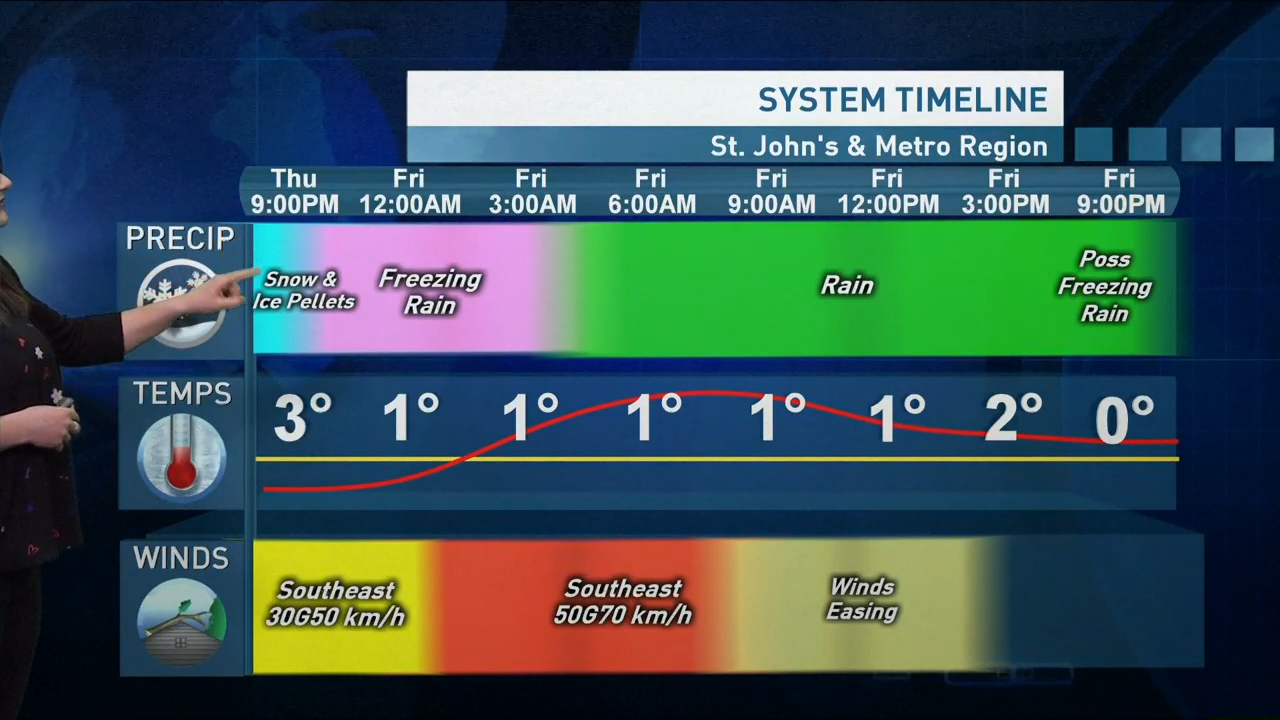 SYSTEM TIMELINE
St. John's & Metro Region
Thu Fri Fri Fri Fri Fri Fri Fri
9:00PM 12:00AM 3:00AM 6:00AM 9:00AM 12:00PM 3:00PM 9:00PM
PRECIP
Snow &
Ice Pellets
Freezing
Rain
Rain
Poss
Freezing
Rain
TEMPS
3° 1° 1° 1° 1° 1° 2° 0°
WINDS
Southeast
30G50 km/h
Southeast
50G70 km/h
Winds
Easing